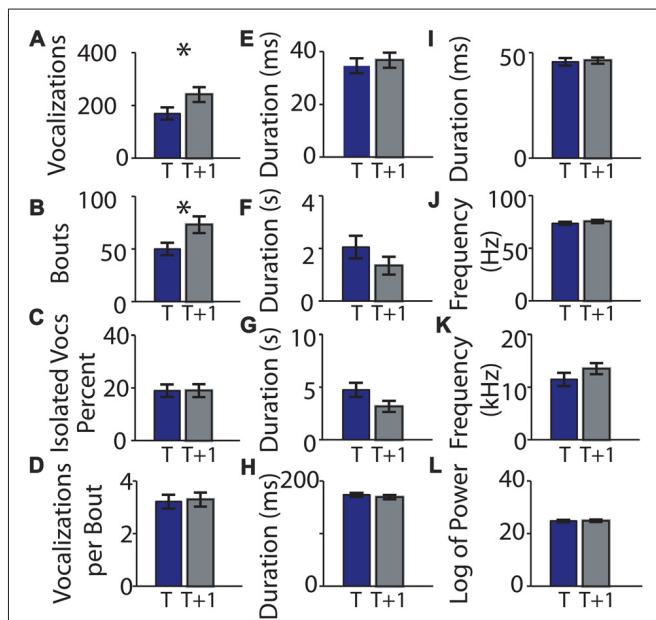 A
Vocalizations
400
200
0
*
T T+1
B
Bouts
100
50
0
*
T T+1
C
Isolated Vocs
Percent
40
20
0
T T+1
D
Vocalizations
per Bout
4
2
0
T T+1
E
Duration (ms)
40
20
0
T T+1
F
Duration (s)
4
2
0
T T+1
G
Duration (s)
10
5
0
T T+1
H
Duration (ms)
200
0
T T+1
I
Duration (ms)
50
0
T T+1
J
Frequency
(Hz)
100
50
0
T T+1
K
Frequency
(kHz)
20
10
0
T T+1
L
Log of Power
40
20
0
T T+1